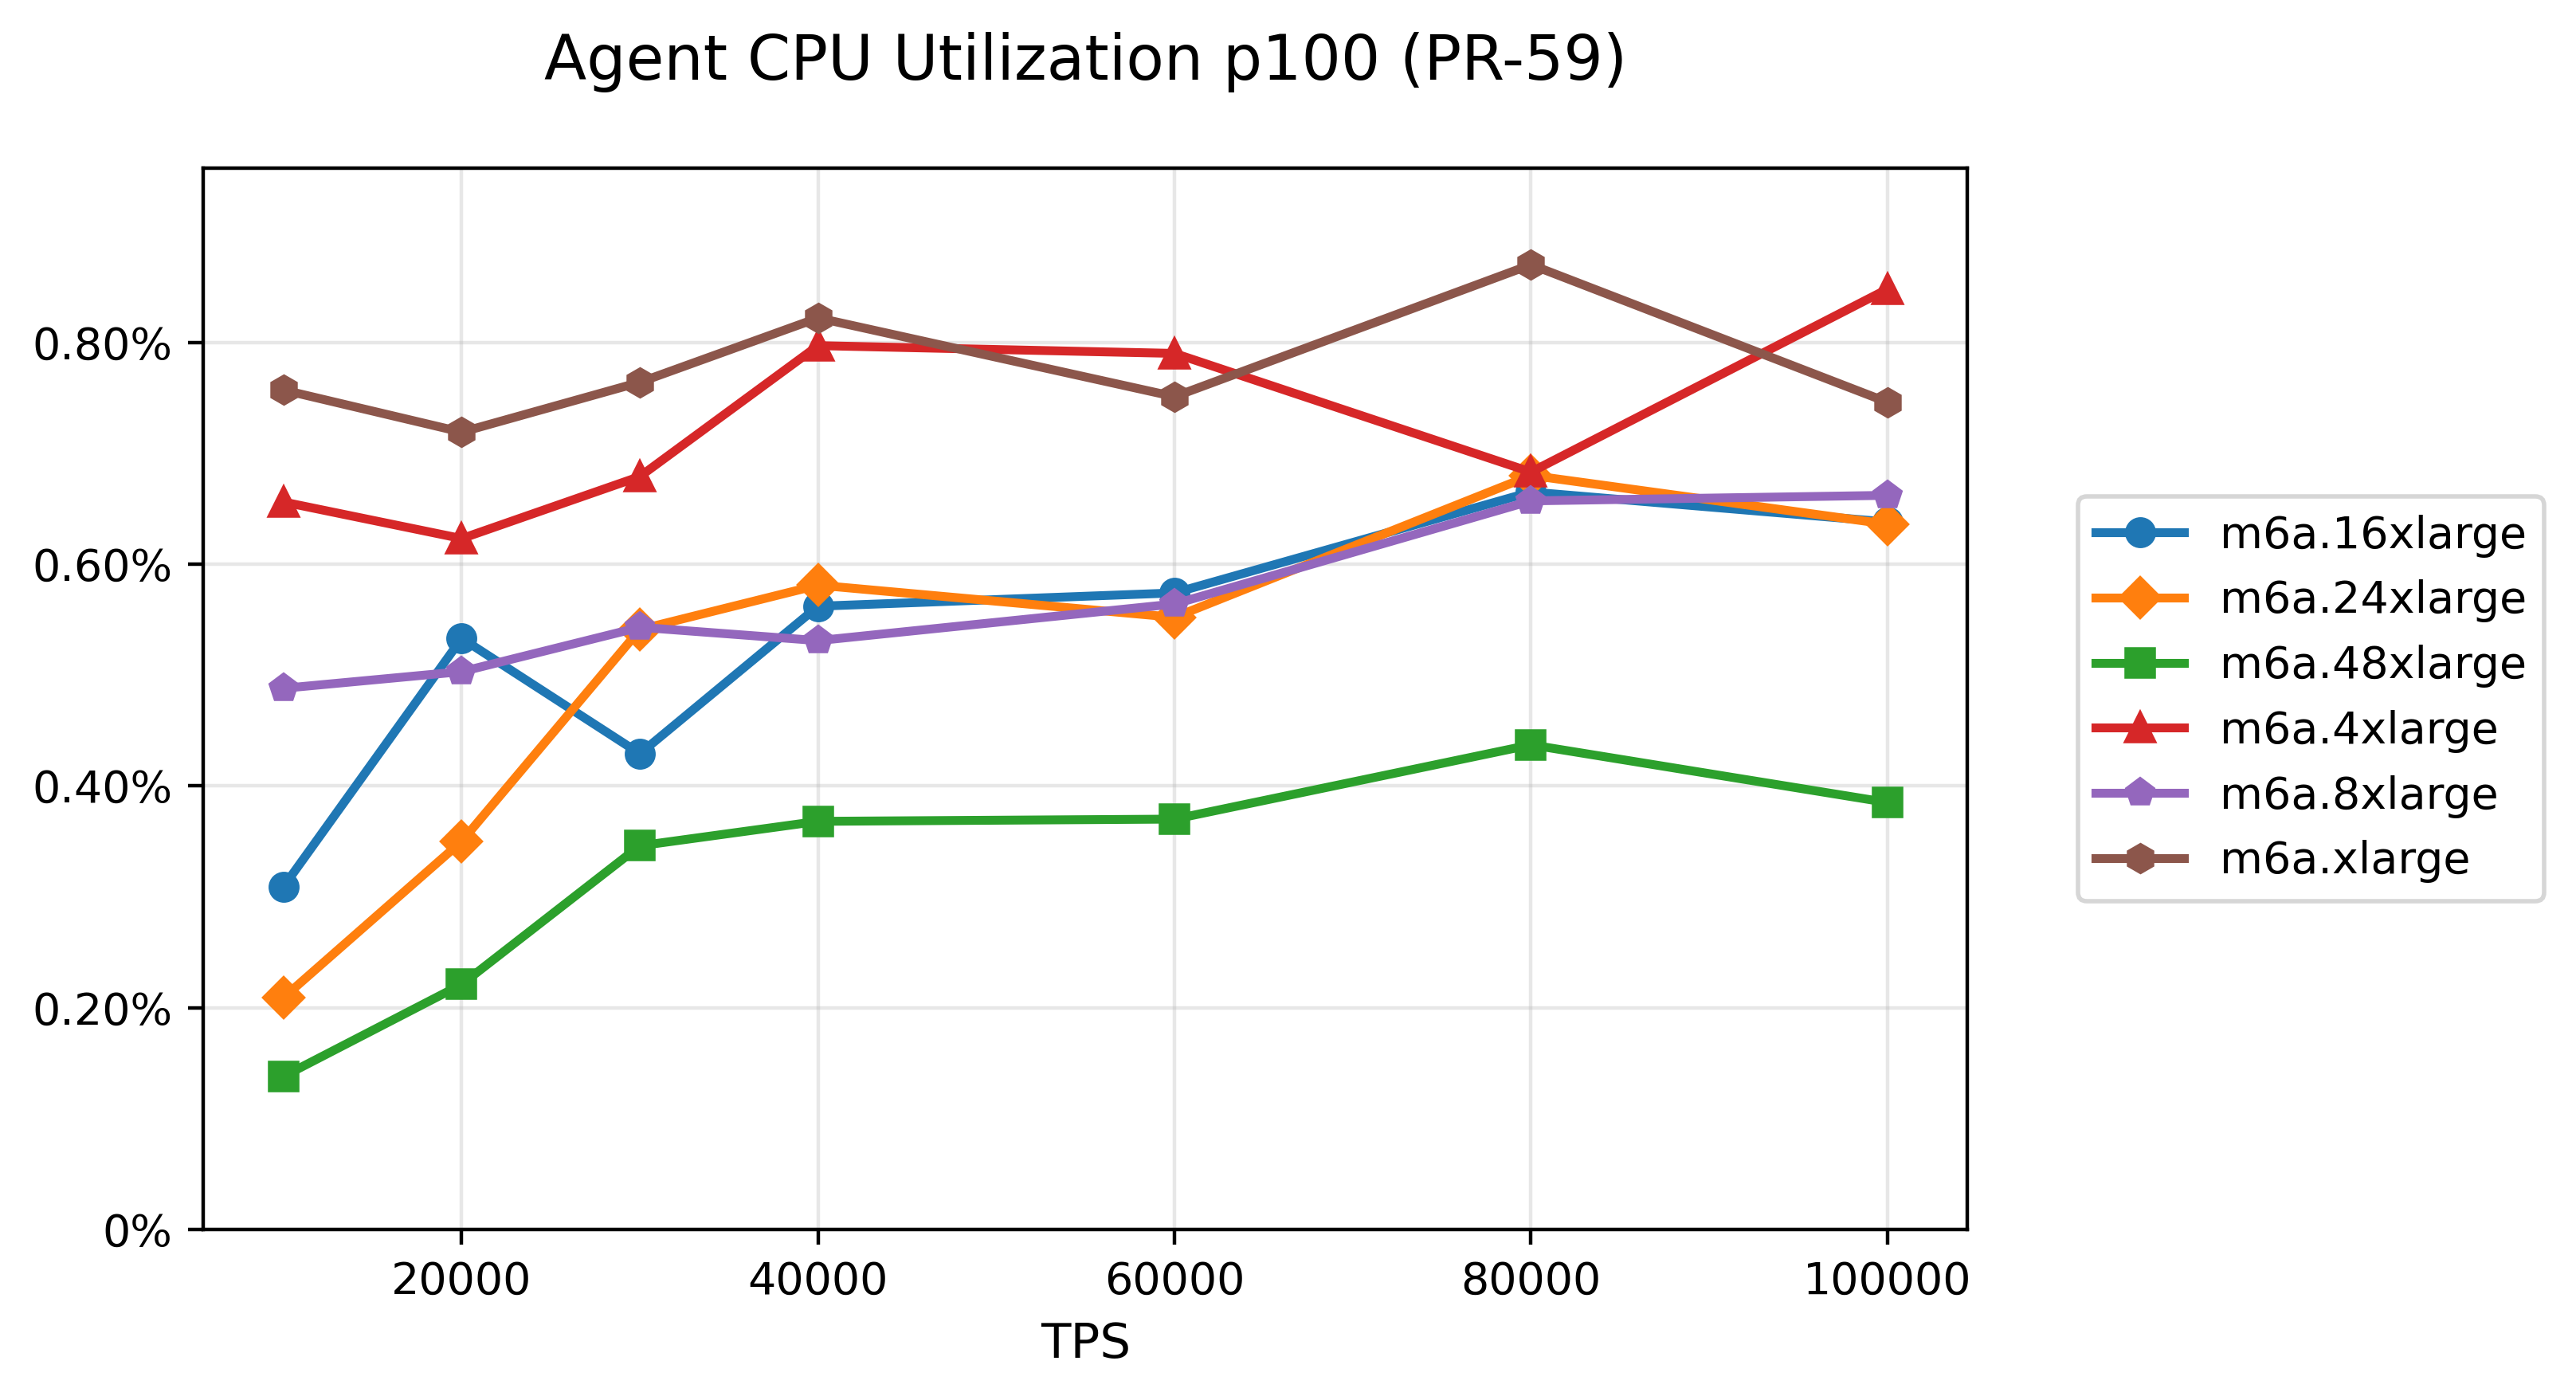 Agent CPU Utilization p100 (PR-59)
0.80%
0.60%
0.40%
0.20%
0%
20000 40000 60000 80000 100000
TPS
m6a.16xlarge
m6a.24xlarge
m6a.48xlarge
m6a.4xlarge
m6a.8xlarge
m6a.xlarge